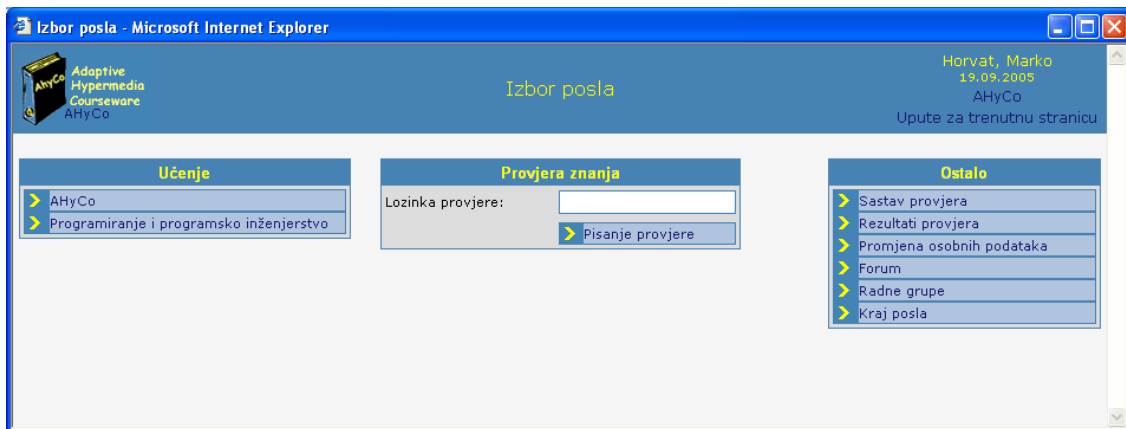 Izbor posla - Microsoft Internet Explorer
AhyCo
Adaptive
Hypermedia
Courseware
AHyCo
Izbor posla
Horvat, Marko
19.09.2005
AHyCo
Upute za trenutnu stranicu
Učenje
AHyCo
Programiranje i programsko inženjerstvo
Provjera znanja
Lozinka provjere:
Pisanje provjere
Ostalo
Sastav provjera
Rezultati provjera
Promjena osobnih podataka
Forum
Radne grupe
Kraj posla